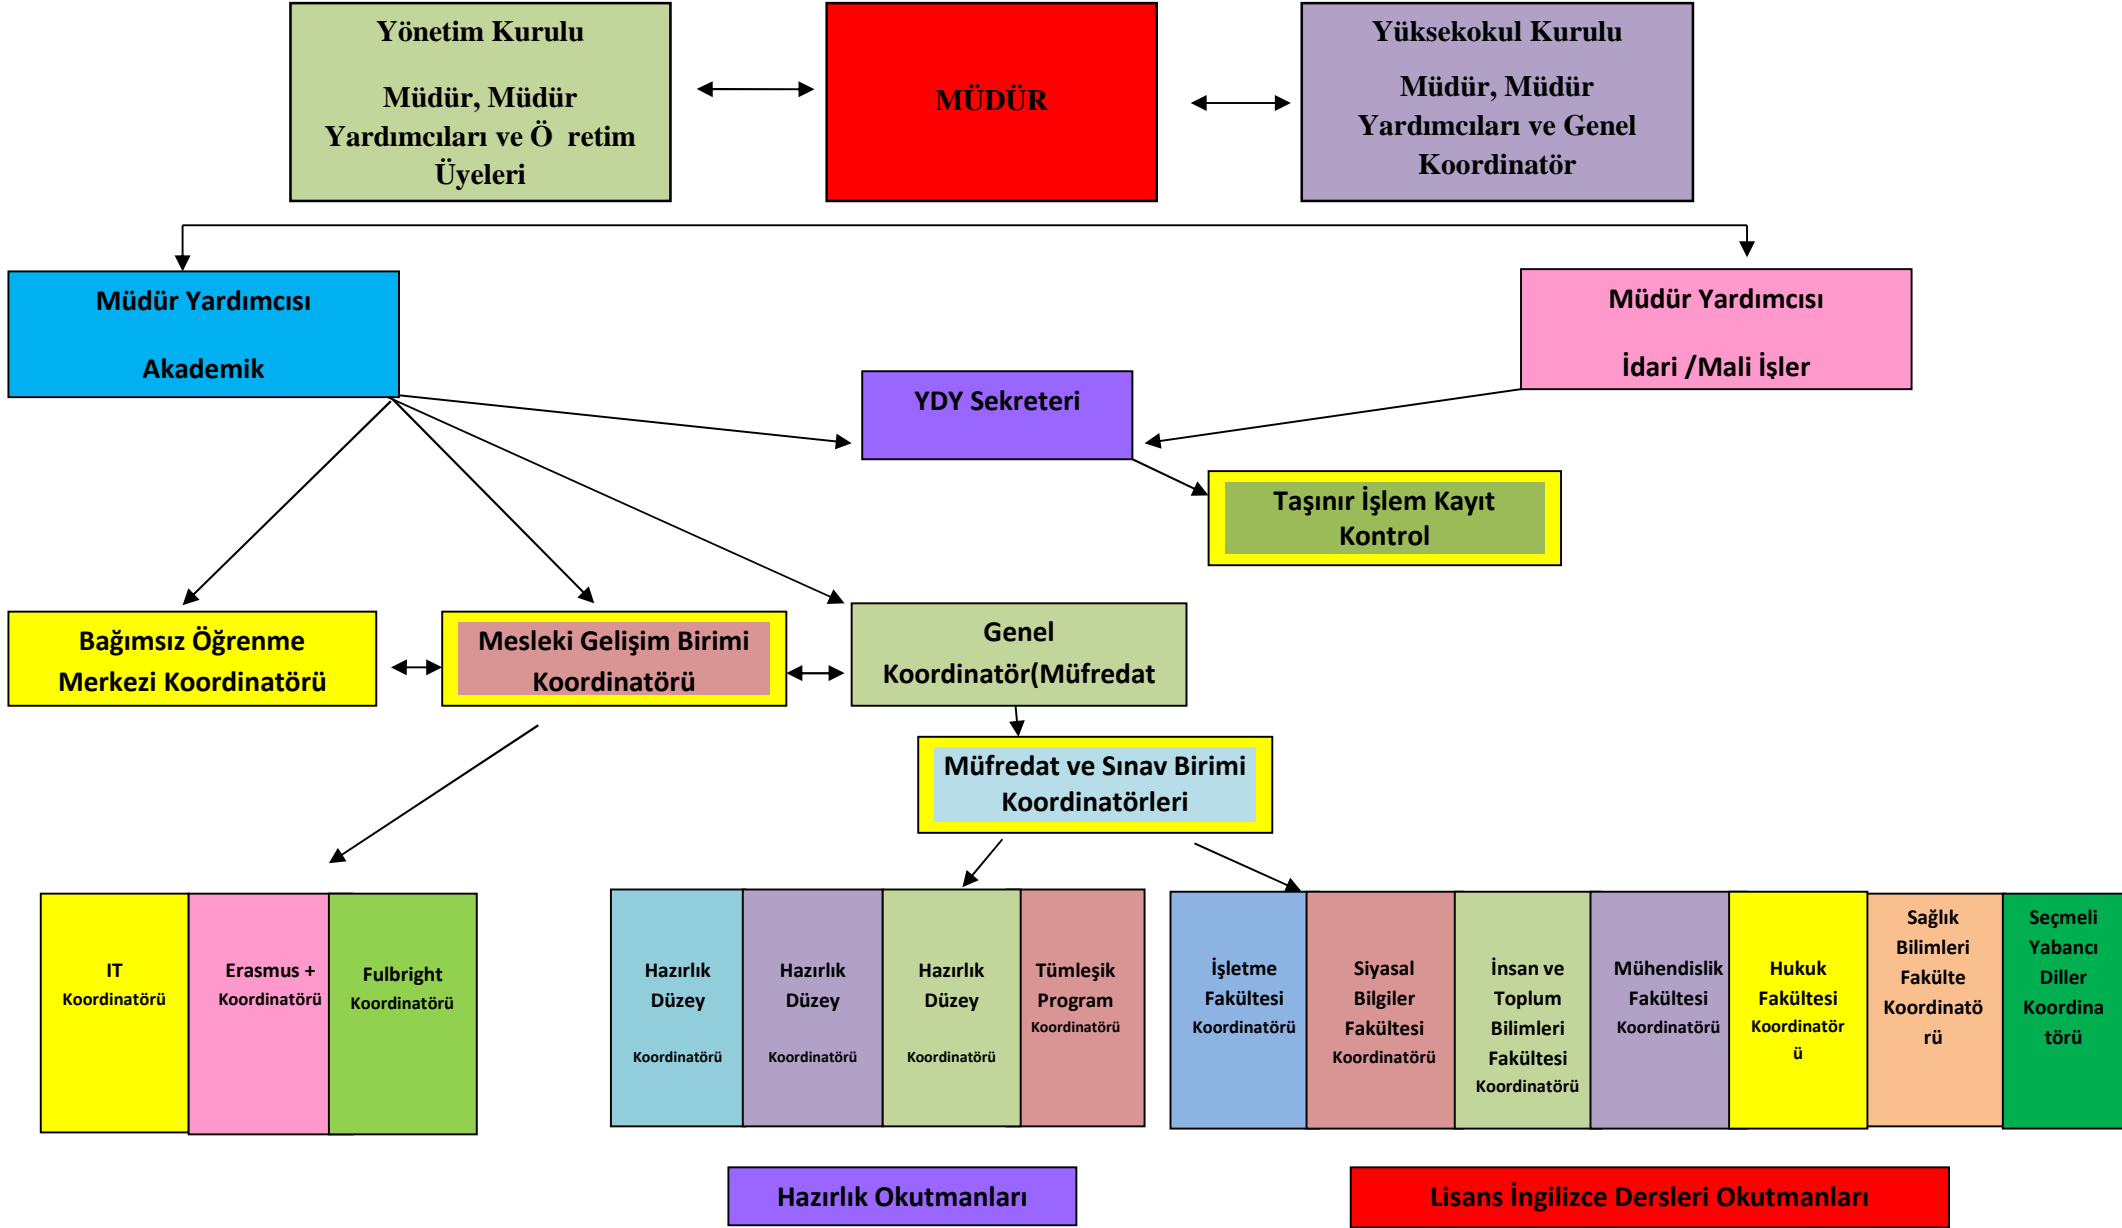 Yönetim Kurulu
Müdür, Müdür
Yardımcıları ve Ö retim
Üyeleri
MÜDÜR
Yüksekokul Kurulu
Müdür, Müdür
Yardımcıları ve Genel
Koordinatör
Müdür Yardımcısı
Akademik
Müdür Yardımcısı
İdari /Mali İşler
YDY Sekreteri
Taşınır İşlem Kayıt
Kontrol
Bağımsız Öğrenme
Merkezi Koordinatörü
Mesleki Gelişim Birimi
Koordinatörü
Genel
Koordinatör(Müfredat
Müfredat ve Sınav Birimi
Koordinatörleri
IT
Koordinatörü
Erasmus +
Koordinatörü
Fulbright
Koordinatörü
Hazırlık
Düzey
Koordinatörü
Hazırlık
Düzey
Koordinatörü
Hazırlık
Düzey
Koordinatörü
Tümleşik
Program
Koordinatörü
İşletme
Fakültesi
Koordinatörü
Siyasal
Bilgiler
Fakültesi
Koordinatörü
İnsan ve
Toplum
Bilimleri
Fakültesi
Koordinatörü
Mühendislik
Fakültesi
Koordinatörü
Hukuk
Fakültesi
Koordinatör
ü
Sağlık
Bilimleri
Fakülte
Koordinatö
rü
Seçmeli
Yabancı
Diller
Koordina
törü
Hazırlık Okutmanları
Lisans İngilizce Dersleri Okutmanları